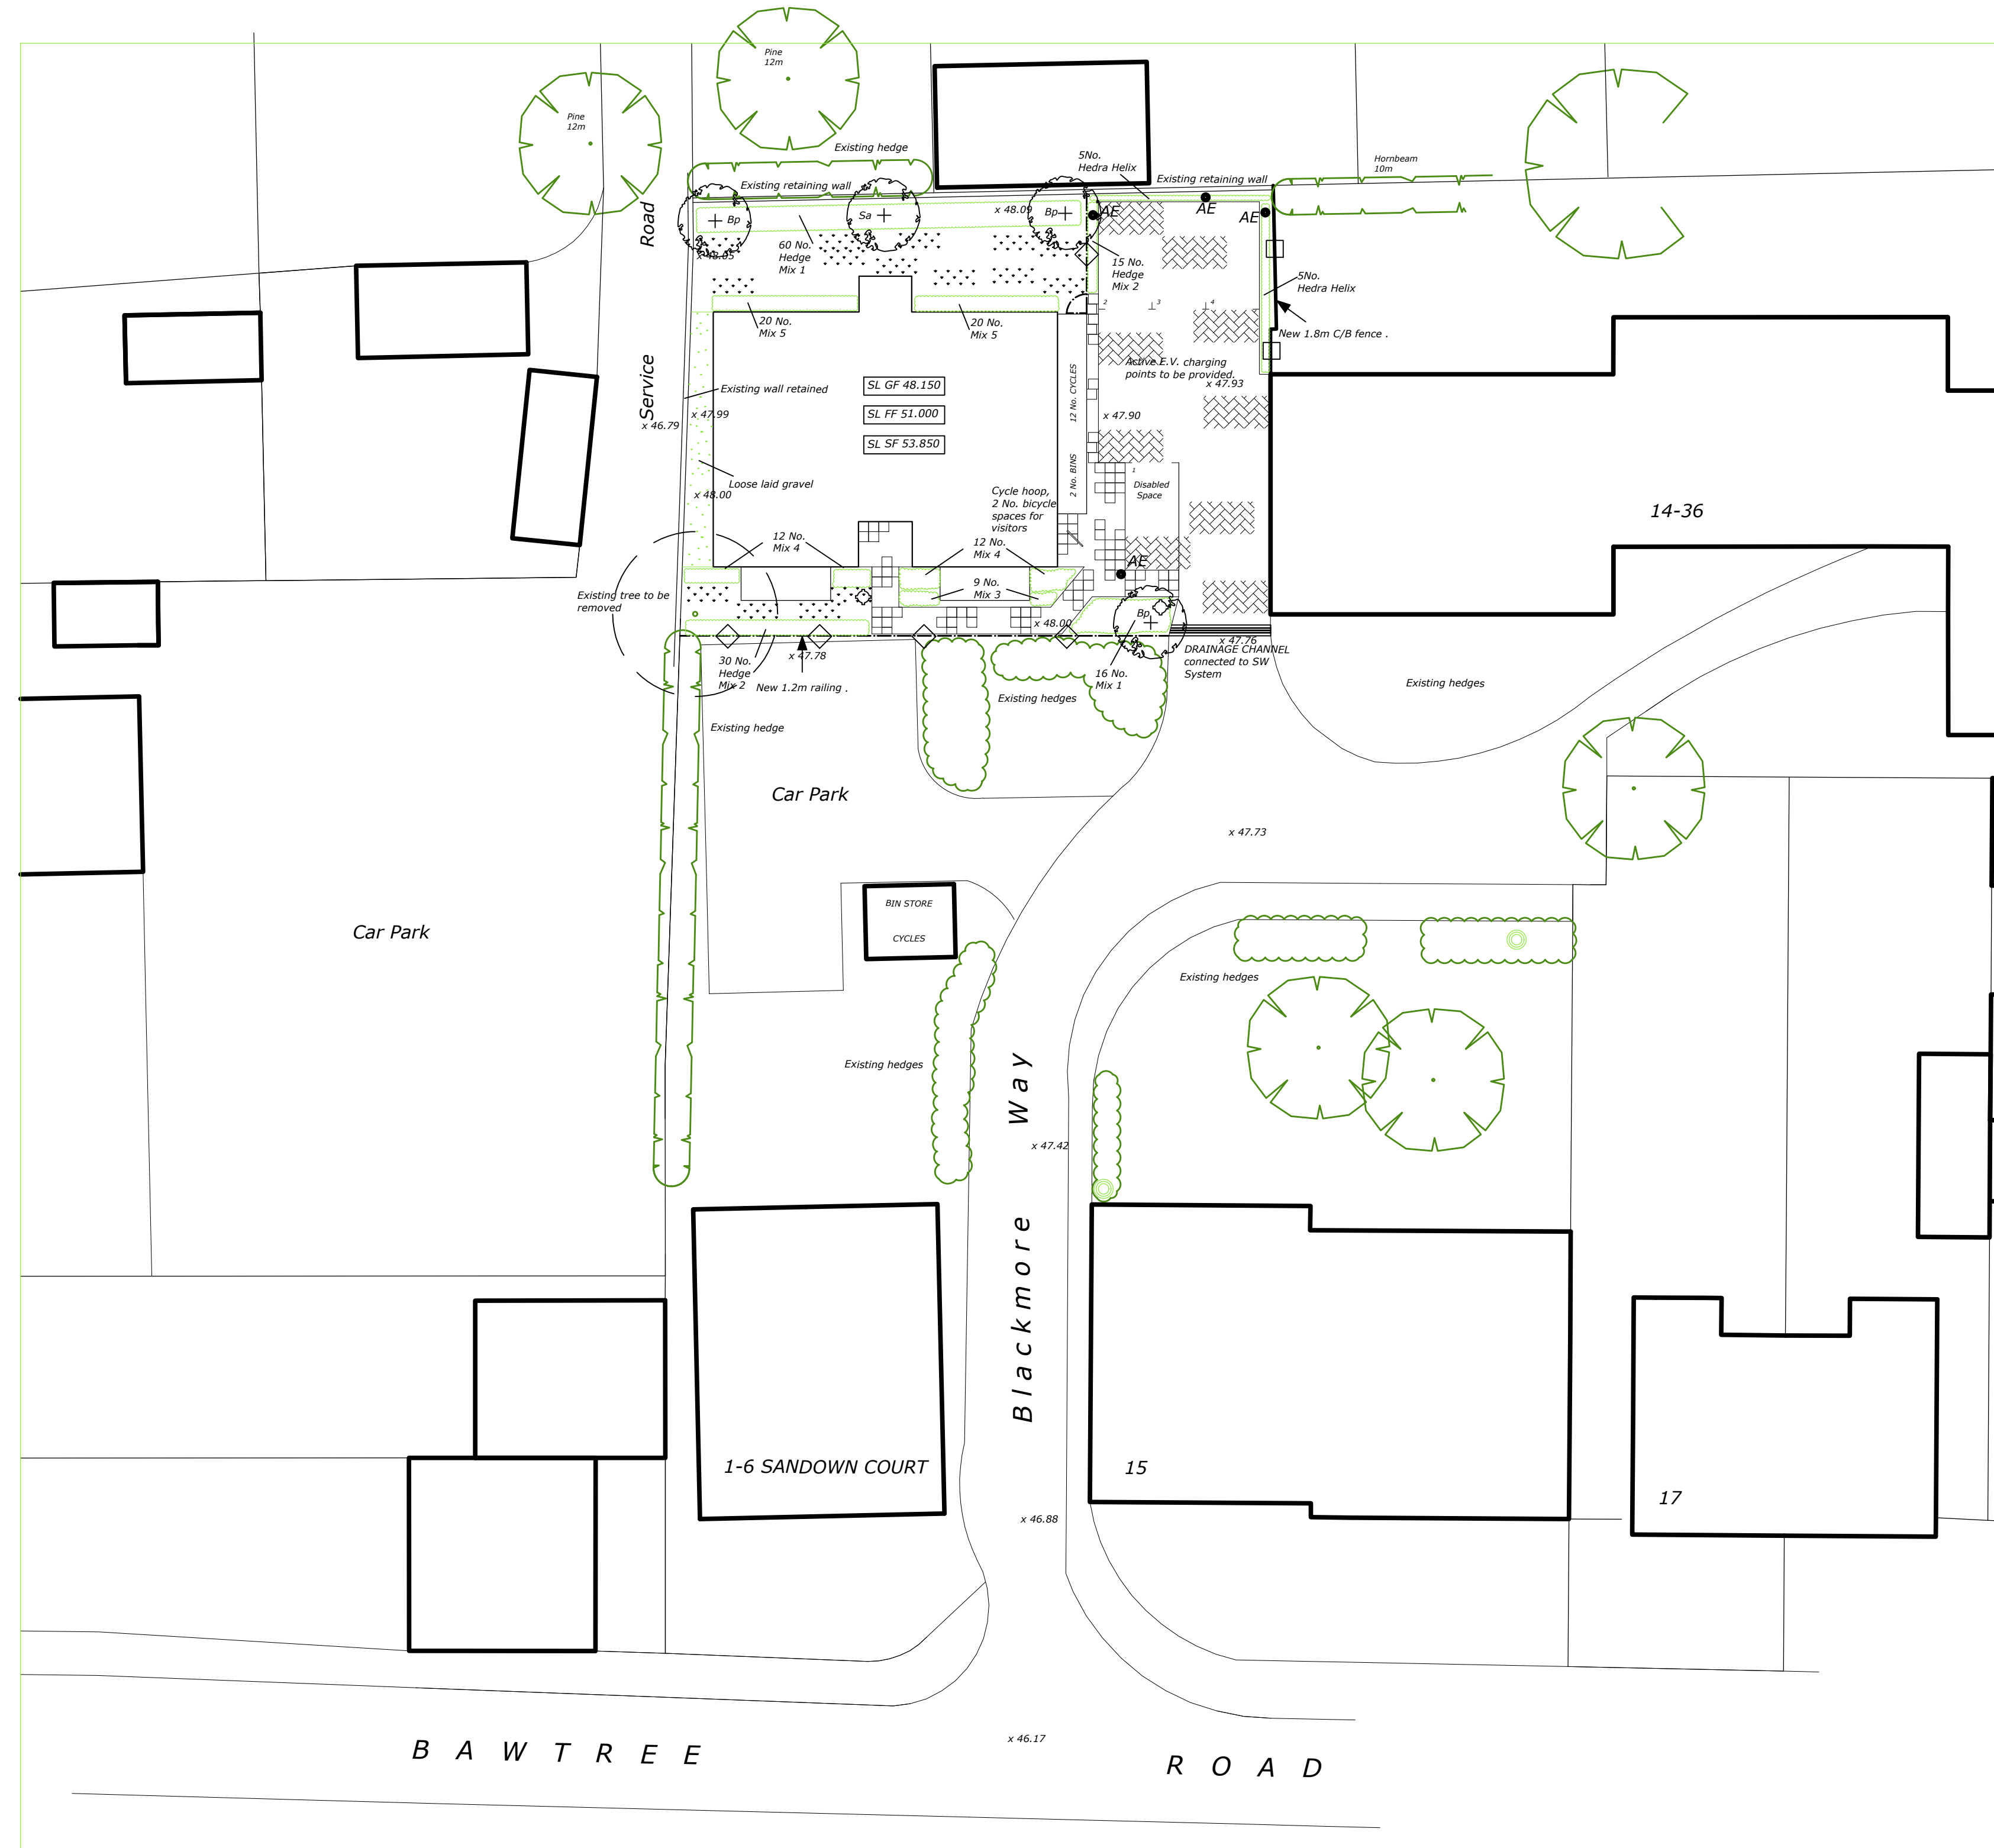 Pine
12m
Pine
12m
Existing hedge
5No.
Hedra Helix
Existing retaining wall
Existing retaining wall
Hornbeam
10m
Road
Service
Bp
Sa
x 48.09
Bp
AE
AE
AE
x 48.05
60 No.
Hedge
Mix 1
15 No.
Hedge
Mix 2
5No.
Hedra Helix
2
3
4
20 No.
Mix 5
20 No.
Mix 5
New 1.8m C/B fence .
Active E.V. charging
points to be provided.
x 47.93
Existing wall retained
SL GF 48.150
SL FF 51.000
SL SF 53.850
12 No. CYCLES
2 No. BINS
x 47.99
x 46.79
x 47.90
Loose laid gravel
x 48.00
Cycle hoop,
2 No. bicycle
spaces for
visitors
1
Disabled
Space
14-36
12 No.
Mix 4
12 No.
Mix 4
AE
9 No.
Mix 3
Existing tree to be
removed
Bp
x 48.00
x 47.76
DRAINAGE CHANNEL
connected to SW
System
30 No.
Hedge
Mix 2
x 47.78
New 1.2m railing .
16 No.
Mix 1
Existing hedges
Existing hedges
Existing hedge
Car Park
x 47.73
BIN STORE
CYCLES
Car Park
Existing hedges
Existing hedges
Blackmore Way
x 47.42
1-6 SANDOWN COURT
15
17
x 46.88
x 46.17
BAWTREE ROAD